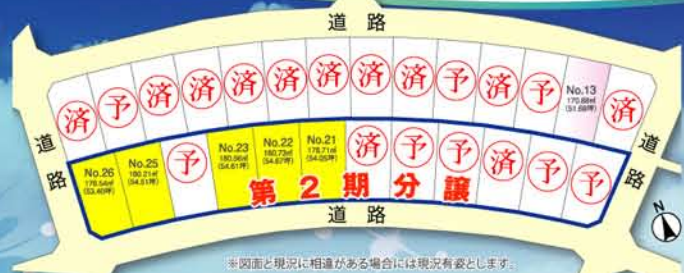 道路
済 予 済 済 済 済 済 済 予 済 予 No.13 170.88㎡ (51.68坪) 済
道路
道路
No.26 176.54㎡ (53.40坪)
No.25 180.21㎡ (54.51坪)
予
No.23 180.56㎡ (54.61坪)
No.22 180.73㎡ (54.67坪)
No.21 178.71㎡ (54.05坪)
済 予 予 済 予 予
第2期分譲
道路
※図面と現況に相違がある場合には現況有姿とします。
N